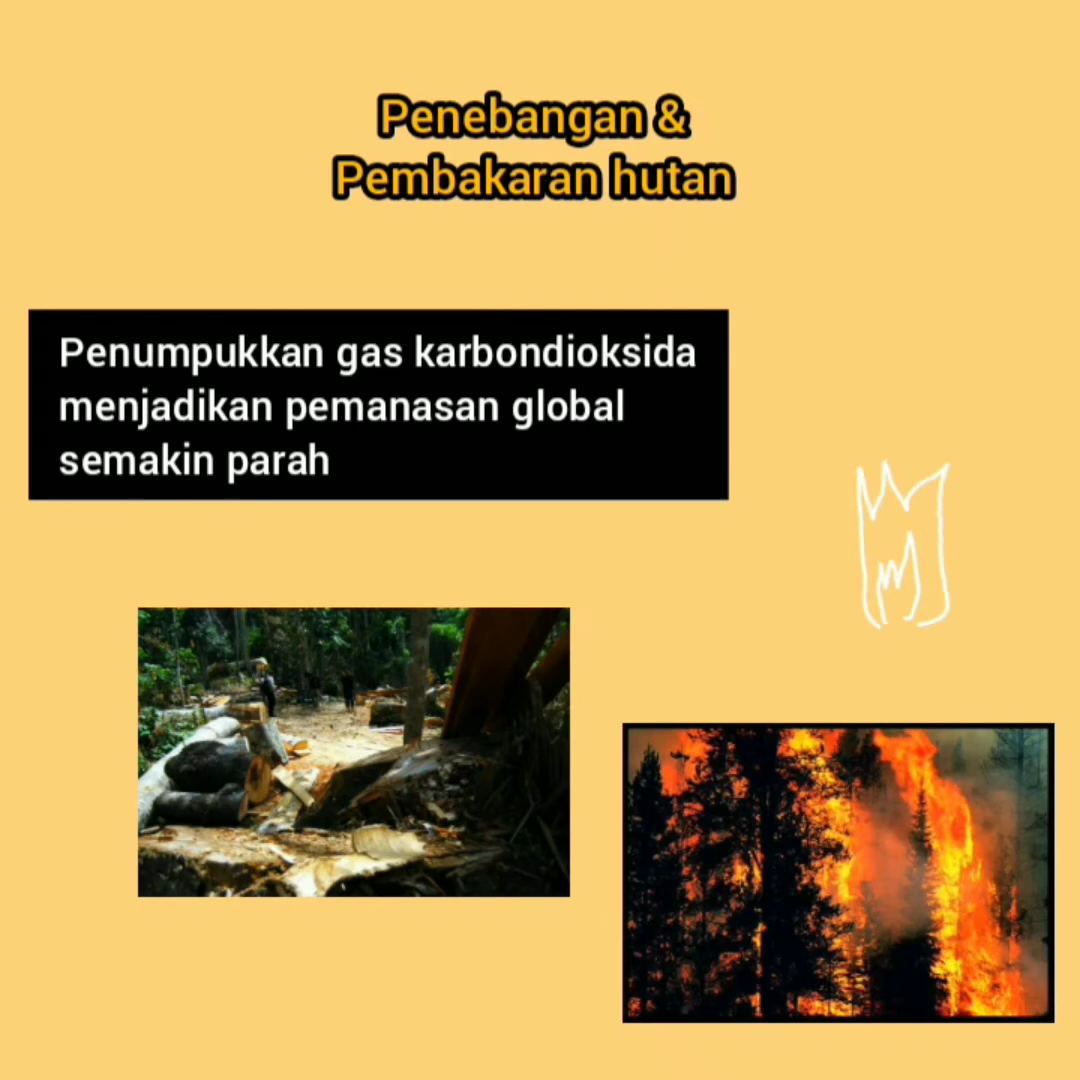 Penebangan &
Pembakaran hutan
Penumpukkan gas karbondioksida
menjadikan pemanasan global
semakin parah